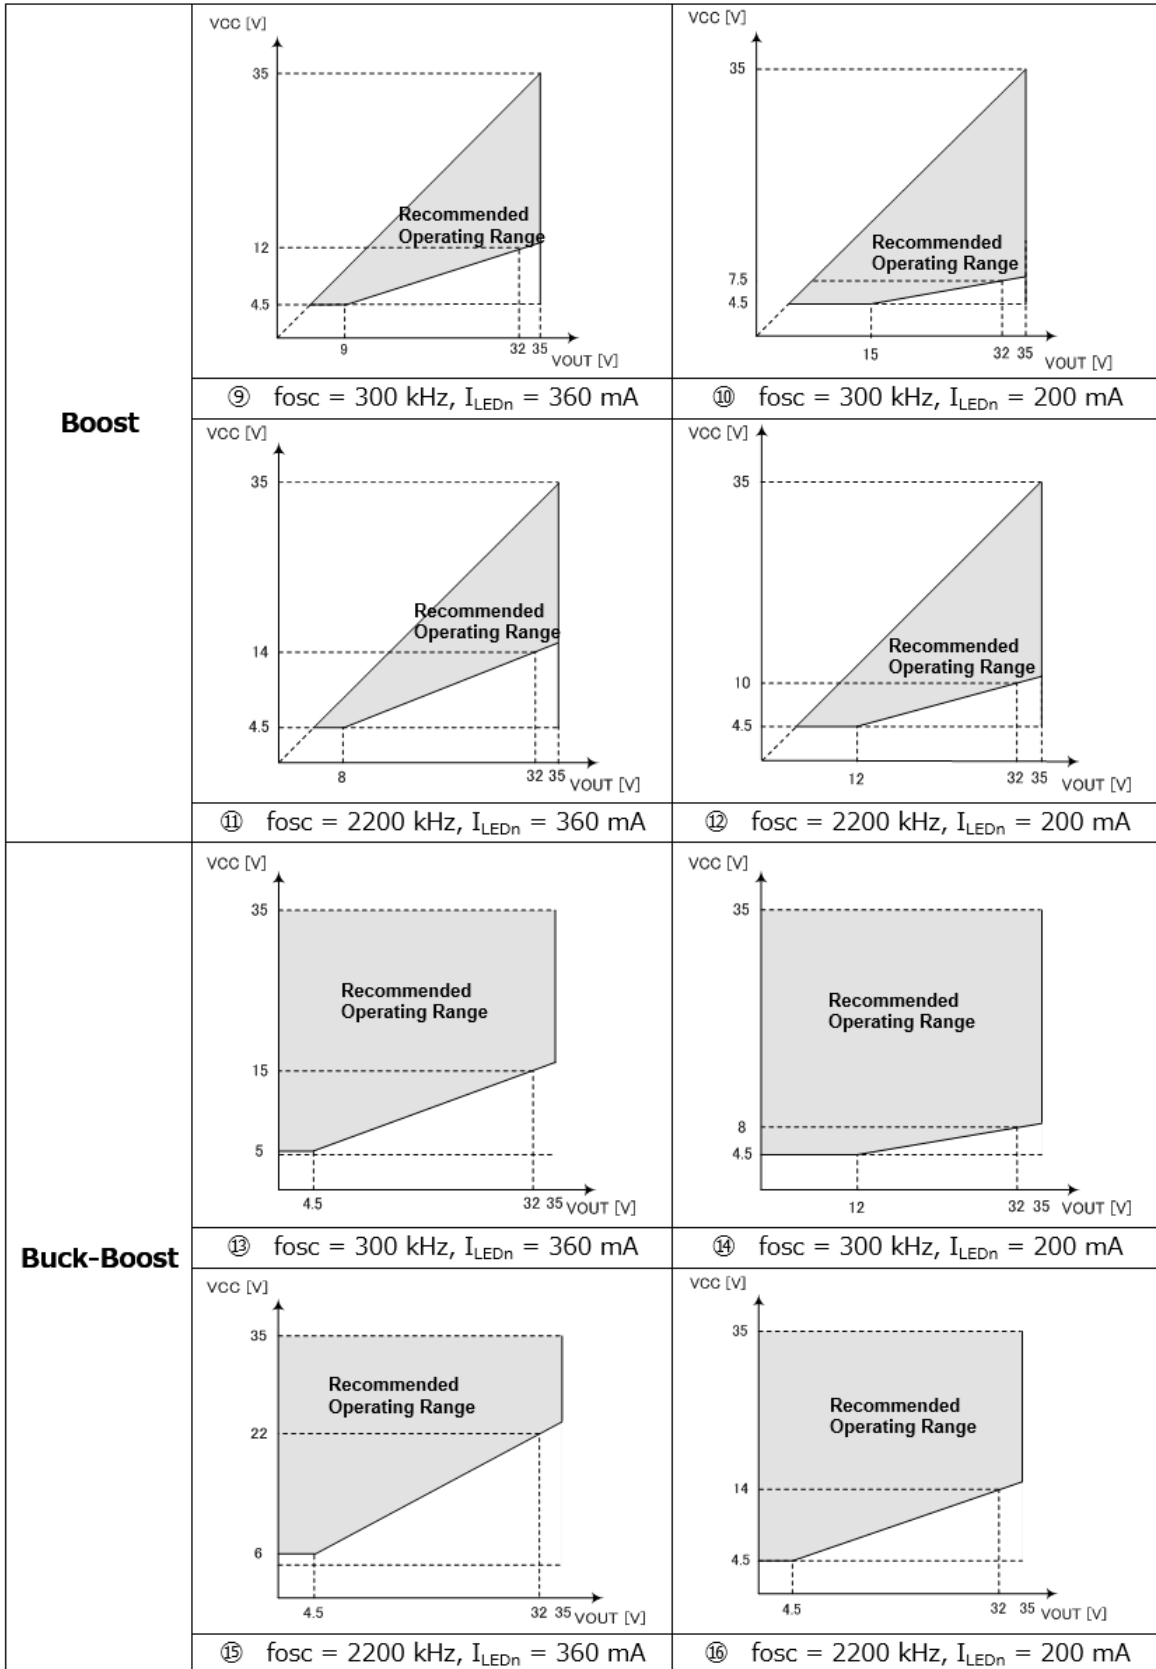 Boost
VCC [V]
35
Recommended
Operating Range
12
4.5
9
32 35
VOUT [V]
⑨ fosc = 300 kHz, ILEDn = 360 mA
VCC [V]
35
Recommended
Operating Range
7.5
4.5
15
32 35
VOUT [V]
⑩ fosc = 300 kHz, ILEDn = 200 mA
VCC [V]
35
Recommended
Operating Range
14
4.5
8
32 35
VOUT [V]
⑪ fosc = 2200 kHz, ILEDn = 360 mA
VCC [V]
35
Recommended
Operating Range
10
4.5
12
32 35
VOUT [V]
⑫ fosc = 2200 kHz, ILEDn = 200 mA
Buck-Boost
VCC [V]
35
Recommended
Operating Range
15
5
4.5
32 35
VOUT [V]
⑬ fosc = 300 kHz, ILEDn = 360 mA
VCC [V]
35
Recommended
Operating Range
8
4.5
12
32 35
VOUT [V]
⑭ fosc = 300 kHz, ILEDn = 200 mA
VCC [V]
35
Recommended
Operating Range
22
6
4.5
32 35
VOUT [V]
⑮ fosc = 2200 kHz, ILEDn = 360 mA
VCC [V]
35
Recommended
Operating Range
14
4.5
4.5
32 35
VOUT [V]
⑯ fosc = 2200 kHz, ILEDn = 200 mA